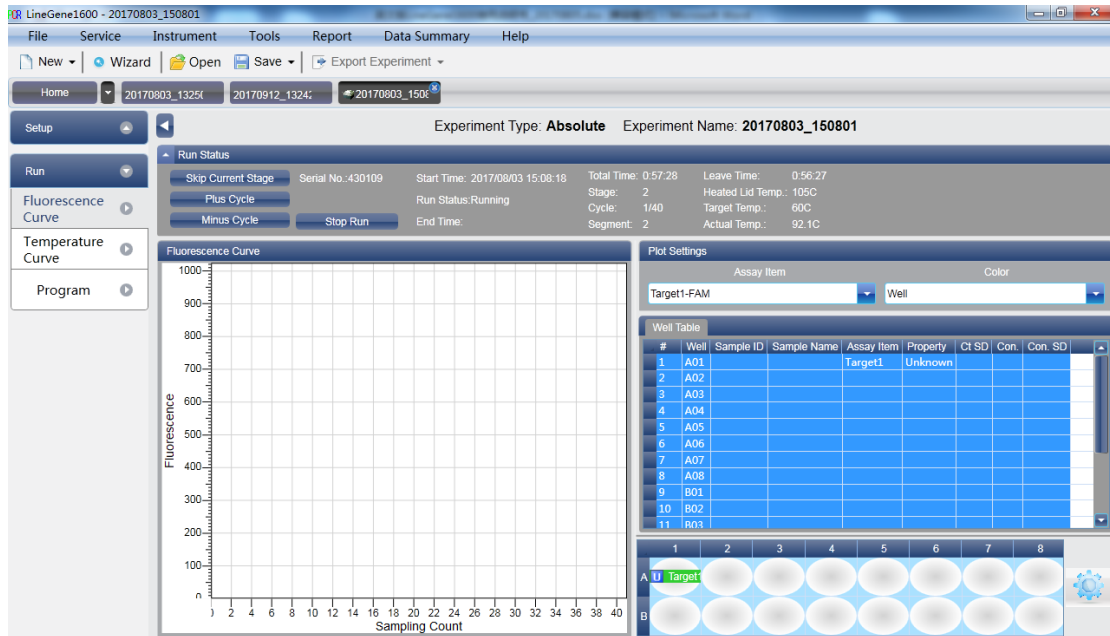 LineGene1600 - 20170803_150801
File Service Instrument Tools Report Data Summary Help
New Wizard Open Save Export Experiment
Home 20170803_1325( 20170912_1324: 20170803_150
Setup
Experiment Type: Absolute Experiment Name: 20170803_150801
Run
Fluorescence
Curve
Temperature
Curve
Program
Run Status
Skip Current Stage Serial No.:430109 Start Time: 2017/08/03 15:08:18 Total Time: 0:57:28 Leave Time: 0:56:27
Plus Cycle Run Status:Running Stage: 2 Heated Lid Temp.: 105C
Cycle: 1/40 Target Temp.: 60C
Minus Cycle Stop Run End Time: Segment: 2 Actual Temp.: 92.1C
Fluorescence Curve
1000
900
800
700
600
500
400
300
200
100
Fluorescence
2 4 6 8 10 12 14 16 18 20 22 24 26 28 30 32 34 36 38 40
Sampling Count
Plot Settings
Assay Item Color
Target1-FAM Well
Well Table
# Well Sample ID Sample Name Assay Item Property Ct SD Con. Con. SD
1 A01 Target1 Unknown
2 A02
3 A03
4 A04
5 A05
6 A06
7 A07
8 A08
9 B01
10 B02
11 B03
1 2 3 4 5 6 7 8
A U Target1
B